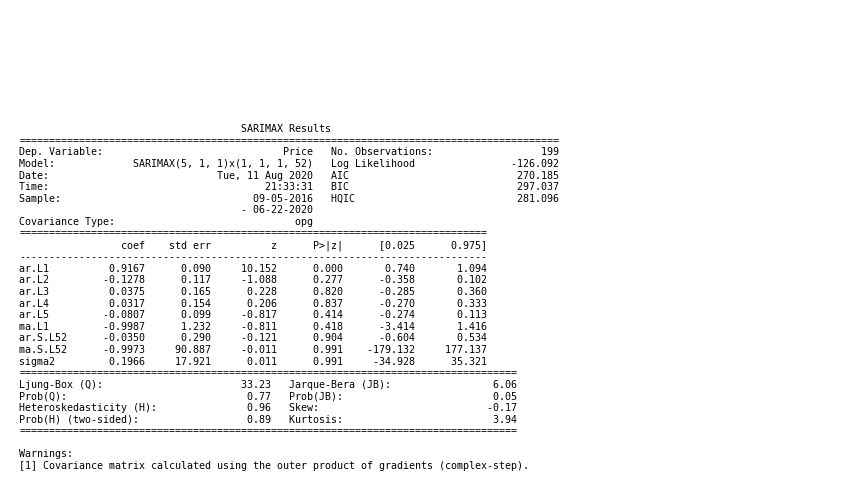 SARIMAX Results
==========================================================================================
Dep. Variable:                              Price   No. Observations:                  199
Model:             SARIMAX(5, 1, 1)x(1, 1, 1, 52)   Log Likelihood                -126.092
Date:                            Tue, 11 Aug 2020   AIC                            270.185
Time:                                    21:33:31   BIC                            297.037
Sample:                                09-05-2016   HQIC                           281.096
- 06-22-2020
Covariance Type:                              opg
==============================================================================
coef    std err          z      P>|z|      [0.025      0.975]
------------------------------------------------------------------------------
ar.L1          0.9167      0.090     10.152      0.000       0.740       1.094
ar.L2         -0.1278      0.117     -1.088      0.277      -0.358       0.102
ar.L3          0.0375      0.165      0.228      0.820      -0.285       0.360
ar.L4          0.0317      0.154      0.206      0.837      -0.270       0.333
ar.L5         -0.0807      0.099     -0.817      0.414      -0.274       0.113
ma.L1         -0.9987      1.232     -0.811      0.418      -3.414       1.416
ar.S.L52      -0.0350      0.290     -0.121      0.904      -0.604       0.534
ma.S.L52      -0.9973     90.887     -0.011      0.991    -179.132     177.137
sigma2         0.1966     17.921      0.011      0.991     -34.928      35.321
===================================================================================
Ljung-Box (Q):                       33.23   Jarque-Bera (JB):                 6.06
Prob(Q):                              0.77   Prob(JB):                         0.05
Heteroskedasticity (H):               0.96   Skew:                            -0.17
Prob(H) (two-sided):                  0.89   Kurtosis:                         3.94
===================================================================================
Warnings:
[1] Covariance matrix calculated using the outer product of gradients (complex-step).